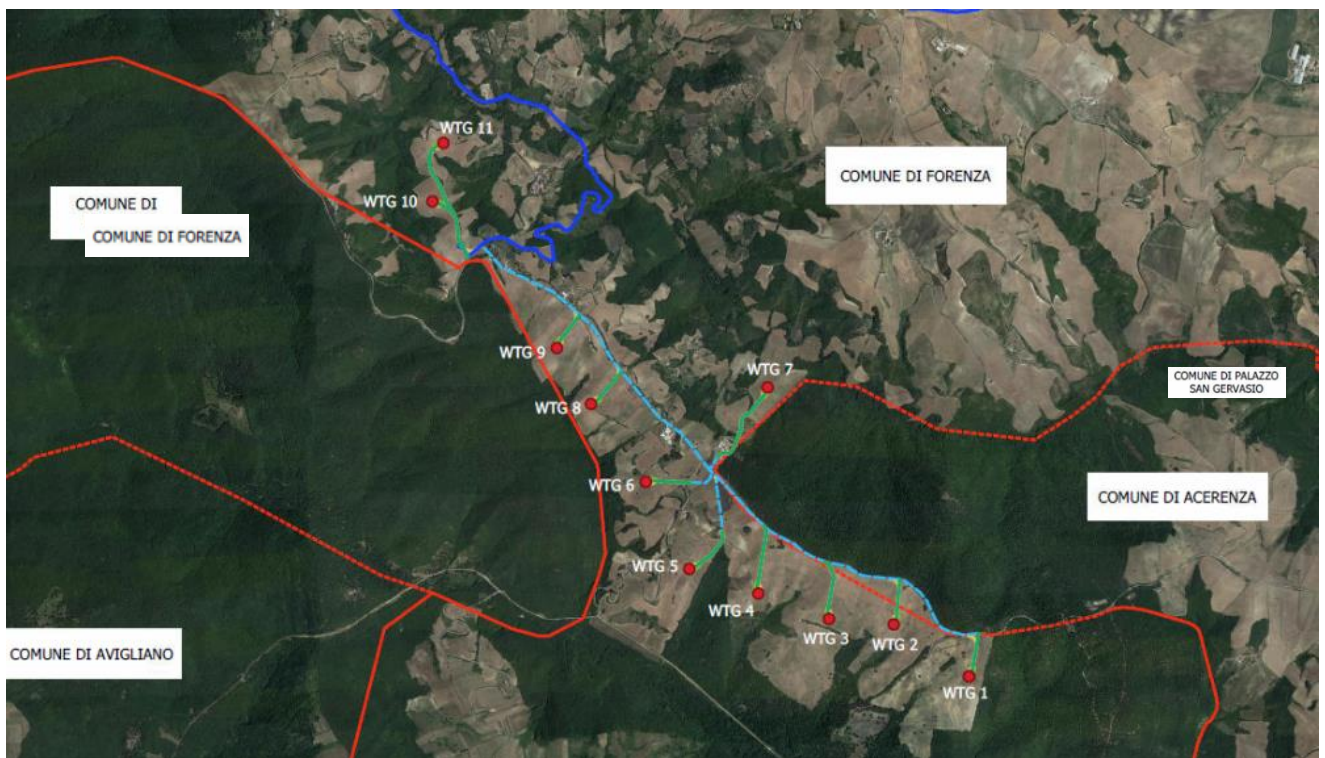 WTG 11
COMUNE DI FORENZA
WTG 10
COMUNE DI
COMUNE DI FORENZA
WTG 9
WTG 7
COMUNE DI PALAZZO
SAN GERVASIO
WTG 8
WTG 6
COMUNE DI ACERENZA
WTG 5
WTG 4
WTG 3
WTG 2
COMUNE DI AVIGLIANO
WTG 1